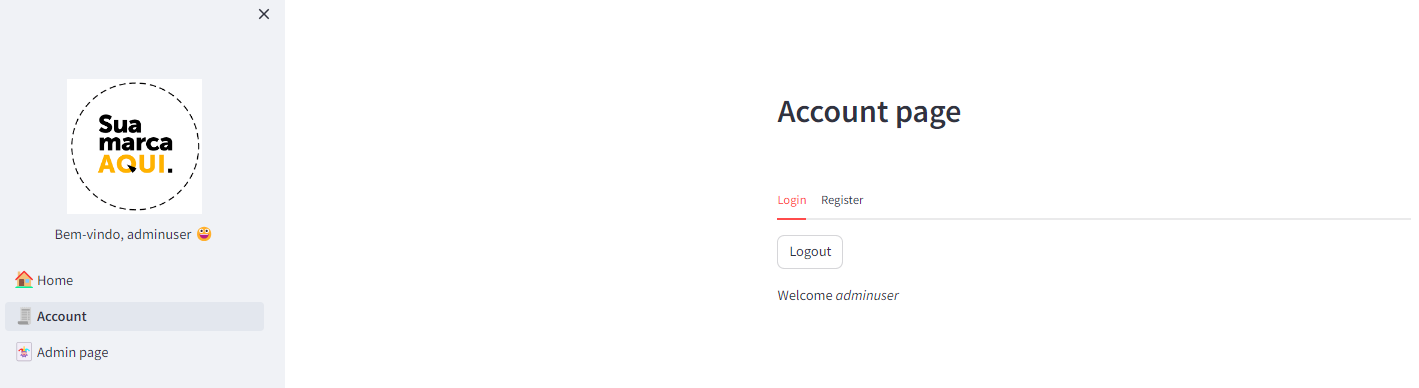 Sua
marca
AQUI.
Bem-vindo, adminuser
Home
Account
Admin page
Account page
Login Register
Logout
Welcome adminuser